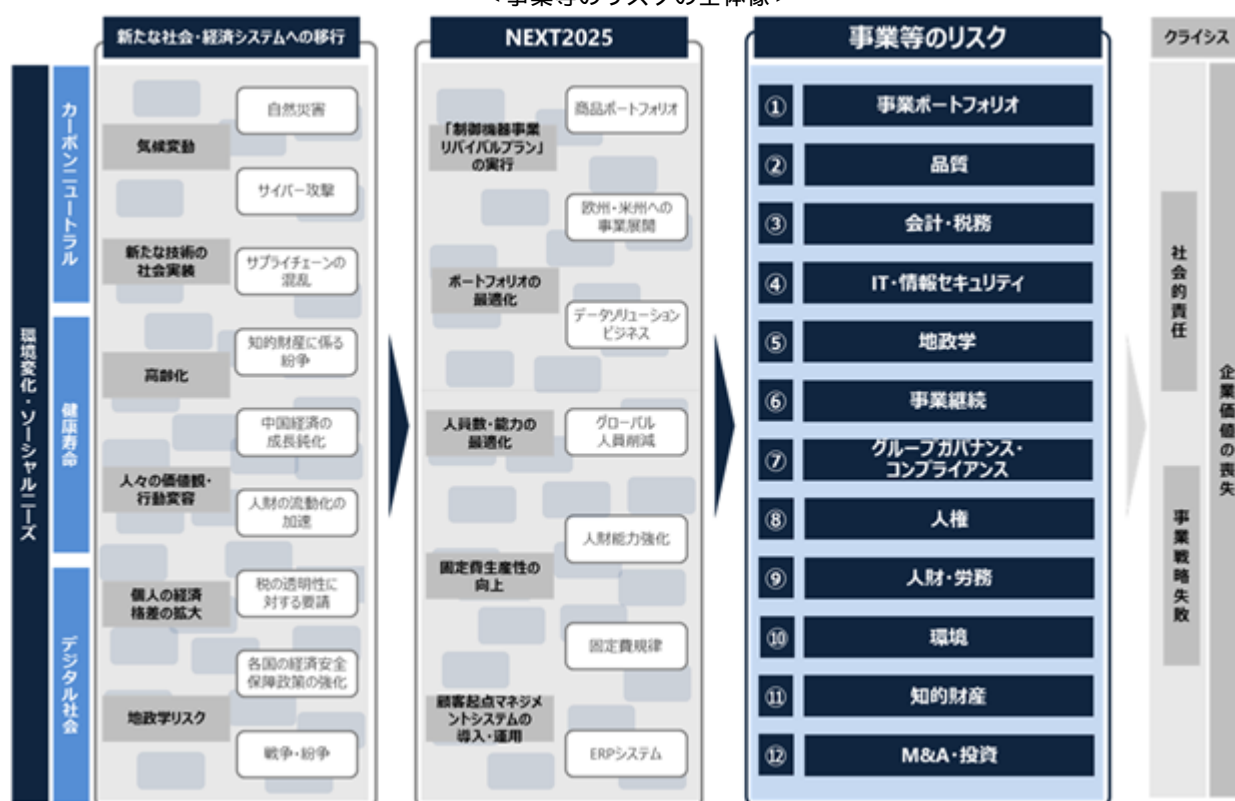 <事業等のリスクの全体像>
新たな社会・経済システムへの移行
NEXT2025
事業等のリスク
クライシス
環境変化・ソーシャルニーズ
カーボンニュートラル
健康寿命
デジタル社会
気候変動
新たな技術の
社会実装
高齢化
人々の価値観・
行動変容
個人の経済
格差の拡大
地政学リスク
自然災害
サイバー攻撃
サプライチェーンの
混乱
知的財産に係る
紛争
中国経済の
成長鈍化
人財の流動化の
加速
税の透明性に
対する要請
各国の経済安全
保障政策の強化
戦争・紛争
「制御機器事業
リバイバルプラン」
の実行
ポートフォリオの
最適化
人員数・能力の
最適化
固定費生産性の
向上
顧客起点マネジメ
ントシステムの
導入・運用
商品ポートフォリオ
欧州・米州への
事業展開
データソリューション
ビジネス
グローバル
人員削減
人財能力強化
固定費規律
ERPシステム
① 事業ポートフォリオ
② 品質
③ 会計・税務
④ IT・情報セキュリティ
⑤ 地政学
⑥ 事業継続
⑦ グループガバナンス・
コンプライアンス
⑧ 人権
⑨ 人財・労務
⑩ 環境
⑪ 知的財産
⑫ M&A・投資
社会的責任
事業戦略失敗
企業価値の喪失